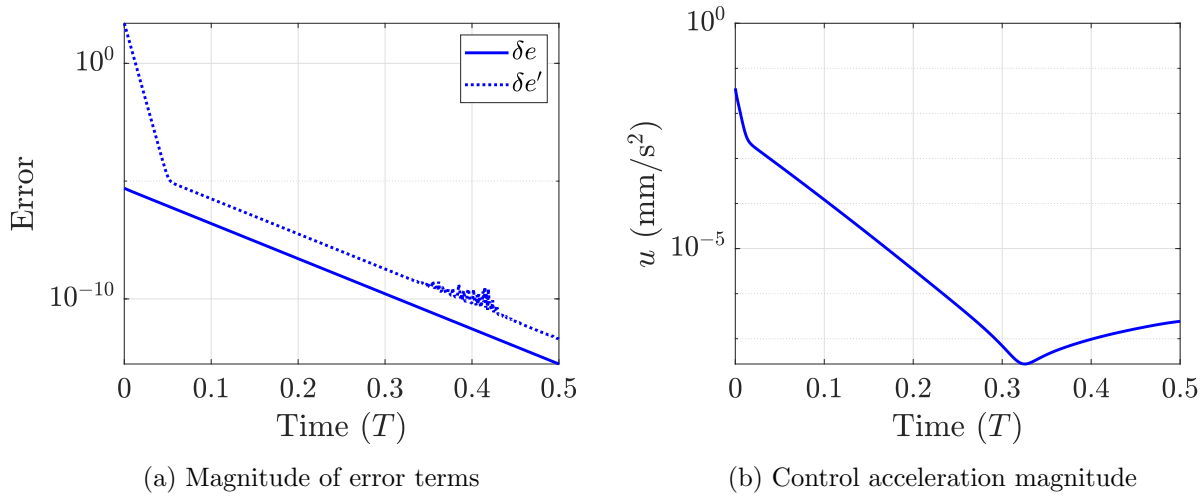 Error
10^0
10^-10
δe
δe′
0 0.1 0.2 0.3 0.4 0.5
Time (T)
(a) Magnitude of error terms
u (mm/s^2)
10^0
10^-5
0 0.1 0.2 0.3 0.4 0.5
Time (T)
(b) Control acceleration magnitude